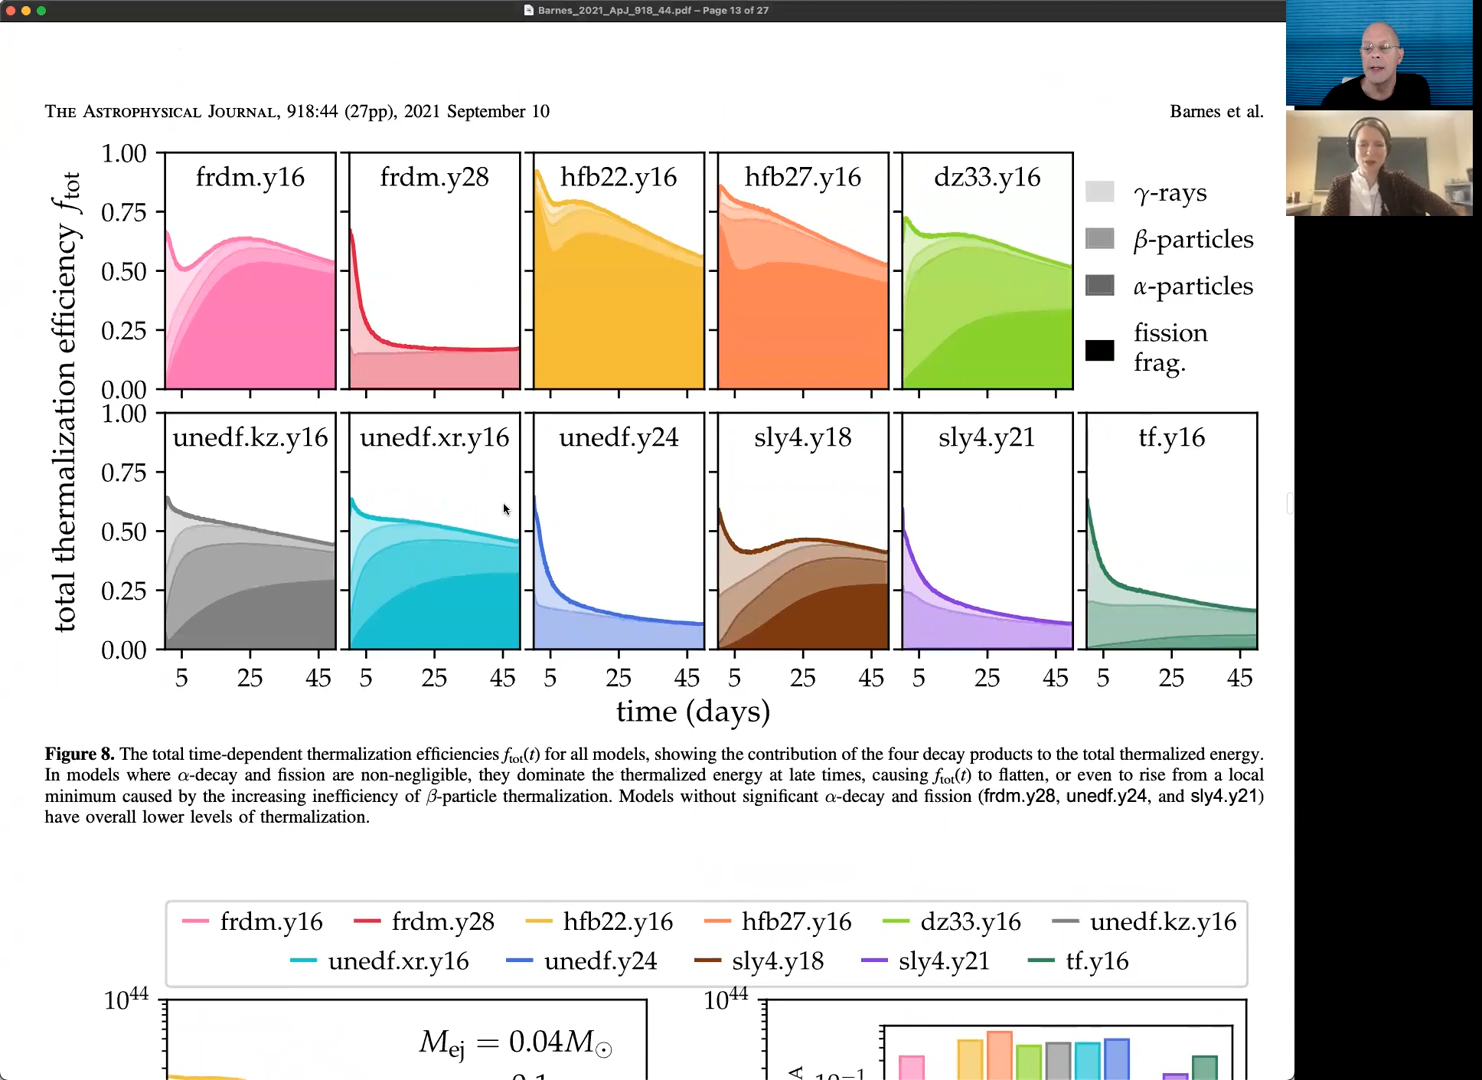 Barnes_2021_ApJ_918_44.pdf – Page 13 of 27
THE ASTROPHYSICAL JOURNAL, 918:44 (27pp), 2021 September 10
Barnes et al.
total thermalization efficiency f_tot
1.00
0.75
0.50
0.25
0.00
frdm.y16
frdm.y28
hfb22.y16
hfb27.y16
dz33.y16
γ-rays
β-particles
α-particles
fission
frag.
1.00
0.75
0.50
0.25
0.00
unedf.kz.y16
unedf.xr.y16
unedf.y24
sly4.y18
sly4.y21
tf.y16
5 25 45 5 25 45 5 25 45 5 25 45 5 25 45 5 25 45
time (days)
Figure 8. The total time-dependent thermalization efficiencies f_tot(t) for all models, showing the contribution of the four decay products to the total thermalized energy.
In models where α-decay and fission are non-negligible, they dominate the thermalized energy at late times, causing f_tot(t) to flatten, or even to rise from a local
minimum caused by the increasing inefficiency of β-particle thermalization. Models without significant α-decay and fission (frdm.y28, unedf.y24, and sly4.y21)
have overall lower levels of thermalization.
frdm.y16 frdm.y28 hfb22.y16 hfb27.y16 dz33.y16 unedf.kz.y16
unedf.xr.y16 unedf.y24 sly4.y18 sly4.y21 tf.y16
10^44
M_ej = 0.04M_⊙
10^44
10^−1